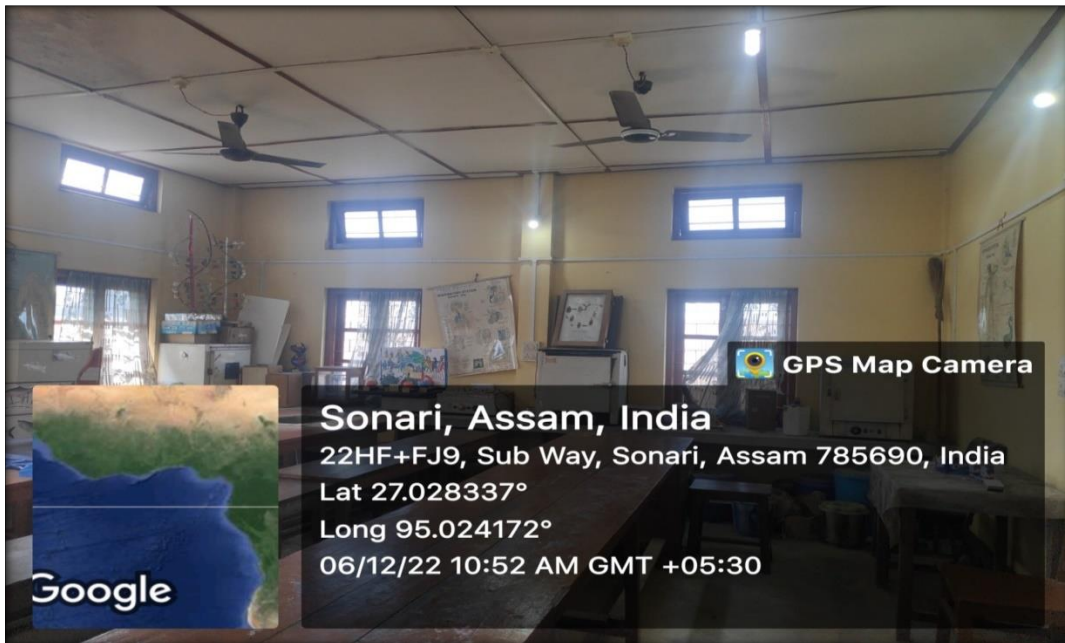 GPS Map Camera
Sonari, Assam, India
22HF+FJ9, Sub Way, Sonari, Assam 785690, India
Lat 27.028337°
Long 95.024172°
06/12/22 10:52 AM GMT +05:30
Google